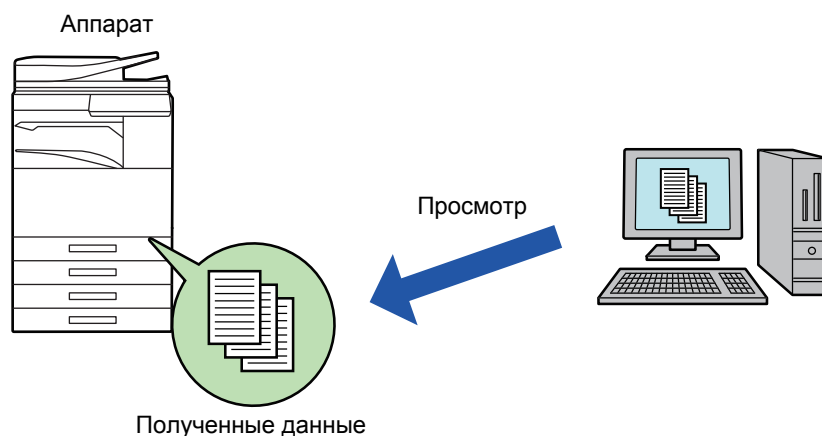 Аппарат
Просмотр
Полученные данные